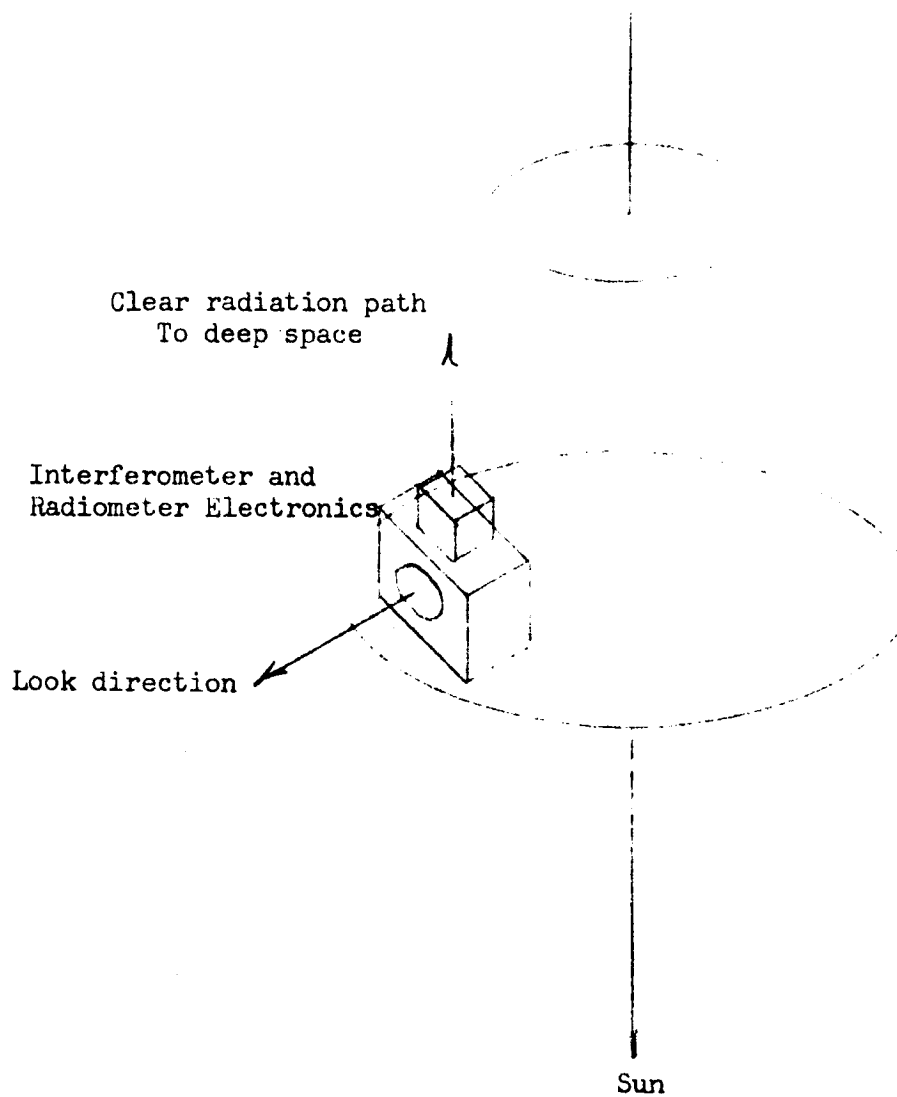 Clear radiation path
To deep space
Interferometer and
Radiometer Electronics
Look direction
Sun